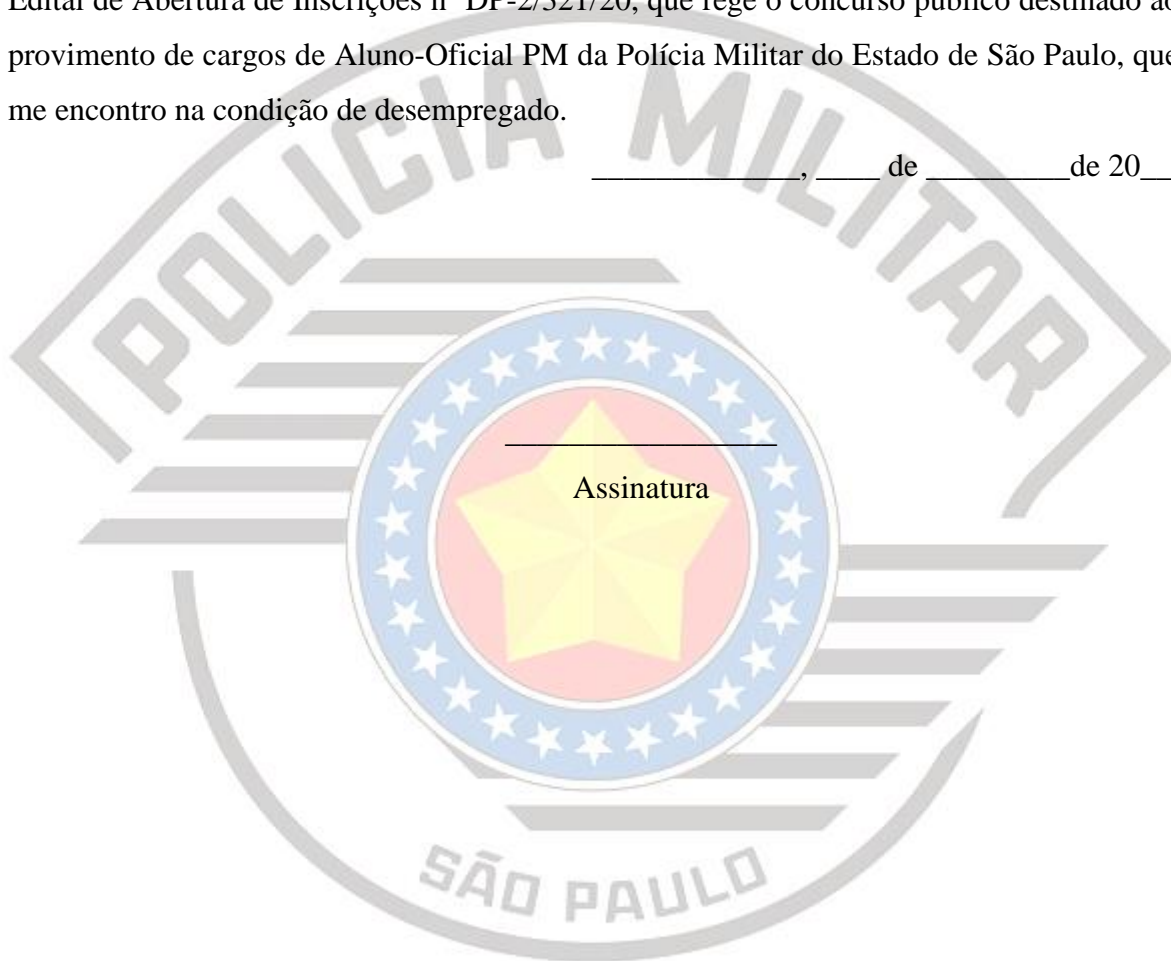 Edital de Abertura de Inscrições nº DP-2/321/20, que rege o concurso público destinado ao
provimento de cargos de Aluno-Oficial PM da Polícia Militar do Estado de São Paulo, que
me encontro na condição de desempregado.
_____________, ____ de _________de 20__
_________________
Assinatura
POLICIA MILITAR
SÃO PAULO